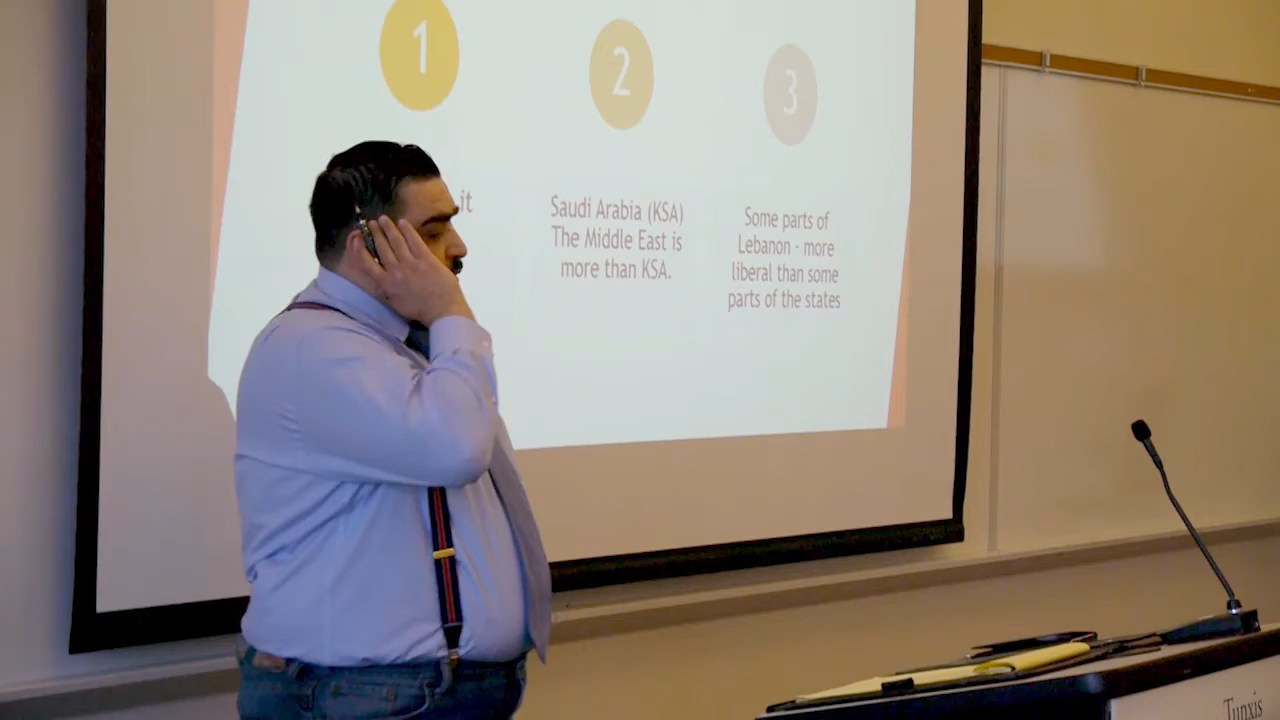 1
2
3
it
Saudi Arabia (KSA)
The Middle East is
more than KSA.
Some parts of
Lebanon - more
liberal than some
parts of the states
Tunxis